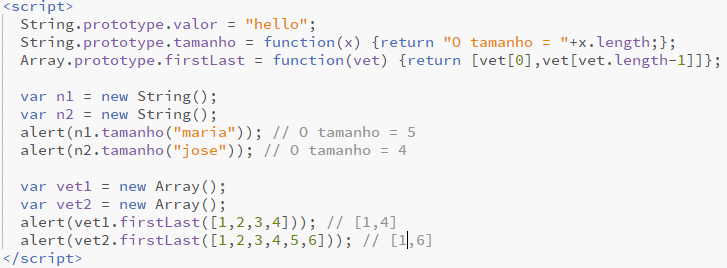 <script>
String.prototype.valor = "hello";
String.prototype.tamanho = function(x) {return "O tamanho = "+x.length;};
Array.prototype.firstLast = function(vet) {return [vet[0],vet[vet.length-1]]};
var n1 = new String();
var n2 = new String();
alert(n1.tamanho("maria")); // O tamanho = 5
alert(n2.tamanho("jose")); // O tamanho = 4
var vet1 = new Array();
var vet2 = new Array();
alert(vet1.firstLast([1,2,3,4])); // [1,4]
alert(vet2.firstLast([1,2,3,4,5,6])); // [1,6]
</script>